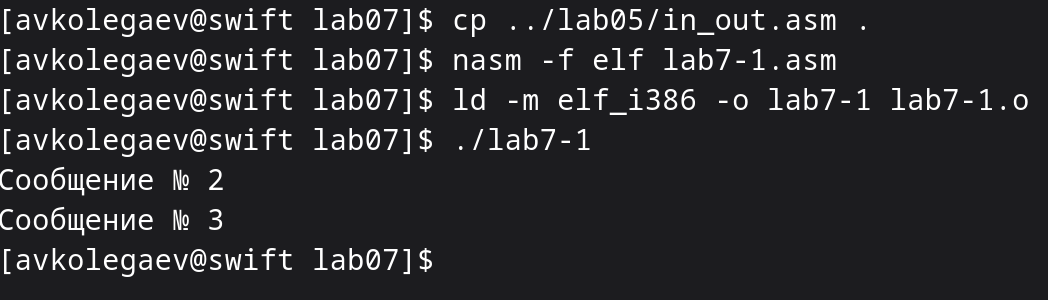 [avkolegaev@swift lab07]$ cp ../lab05/in_out.asm .
[avkolegaev@swift lab07]$ nasm -f elf lab7-1.asm
[avkolegaev@swift lab07]$ ld -m elf_i386 -o lab7-1 lab7-1.o
[avkolegaev@swift lab07]$ ./lab7-1
Сообщение № 2
Сообщение № 3
[avkolegaev@swift lab07]$